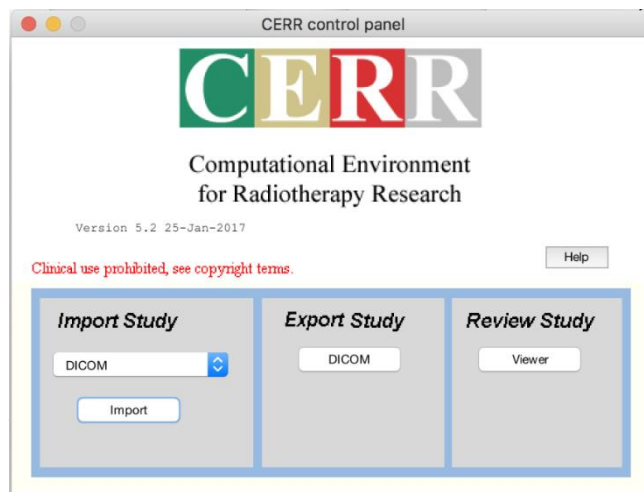 CERR control panel
CERR
Computational Environment
for Radiotherapy Research
Version 5.2 25-Jan-2017
Help
Clinical use prohibited, see copyright terms.
Import Study
Export Study
Review Study
DICOM
DICOM
Viewer
Import